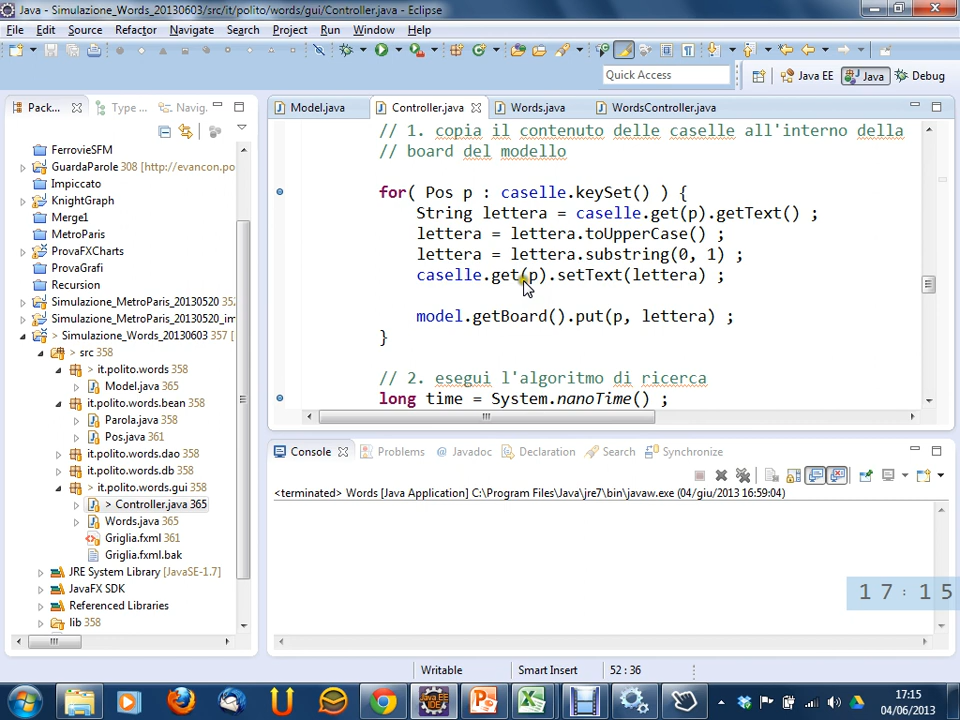 Java - Simulazione_Words_20130603/src/it/polito/words/gui/Controller.java - Eclipse
File Edit Source Refactor Navigate Search Project Run Window Help
Quick Access
Java EE Java Debug
Pack... Type ... Navig.
Model.java Controller.java Words.java WordsController.java
FerrovieSFM
GuardaParole 308 [http://evancon.po
Impiccato
KnightGraph
Merge1
MetroParis
ProvaFXCharts
ProvaGrafi
Recursion
Simulazione_MetroParis_20130520 352
Simulazione_MetroParis_20130520_im
> Simulazione_Words_20130603 357 [
> src 358
> it.polito.words 358
Model.java 365
it.polito.words.bean 358
Parola.java 358
Pos.java 361
it.polito.words.dao 358
it.polito.words.db 358
> it.polito.words.gui 358
> Controller.java 365
Words.java 365
Griglia.fxml 361
Griglia.fxml.bak
JRE System Library [JavaSE-1.7]
JavaFX SDK
Referenced Libraries
lib 358
// 1. copia il contenuto delle caselle all'interno della
// board del modello
for( Pos p : caselle.keySet() ) {
String lettera = caselle.get(p).getText() ;
lettera = lettera.toUpperCase() ;
lettera = lettera.substring(0, 1) ;
caselle.get(p).setText(lettera) ;
model.getBoard().put(p, lettera) ;
}
// 2. esegui l'algoritmo di ricerca
long time = System.nanoTime() ;
Console Problems Javadoc Declaration Search Synchronize
<terminated> Words [Java Application] C:\Program Files\Java\jre7\bin\javaw.exe (04/giu/2013 16:59:04)
17:15
Writable Smart Insert 52 : 36
17:15
04/06/2013